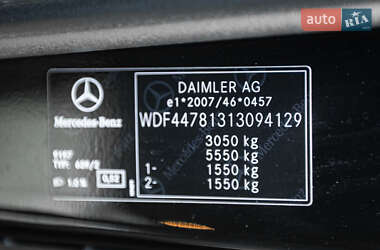 auto RIA
DAIMLER AG
e1*2007/46*0457
WDF44781313094129
3050 kg
5550 kg
1- 1550 kg
2- 1550 kg
Mercedes-Benz
TYPE